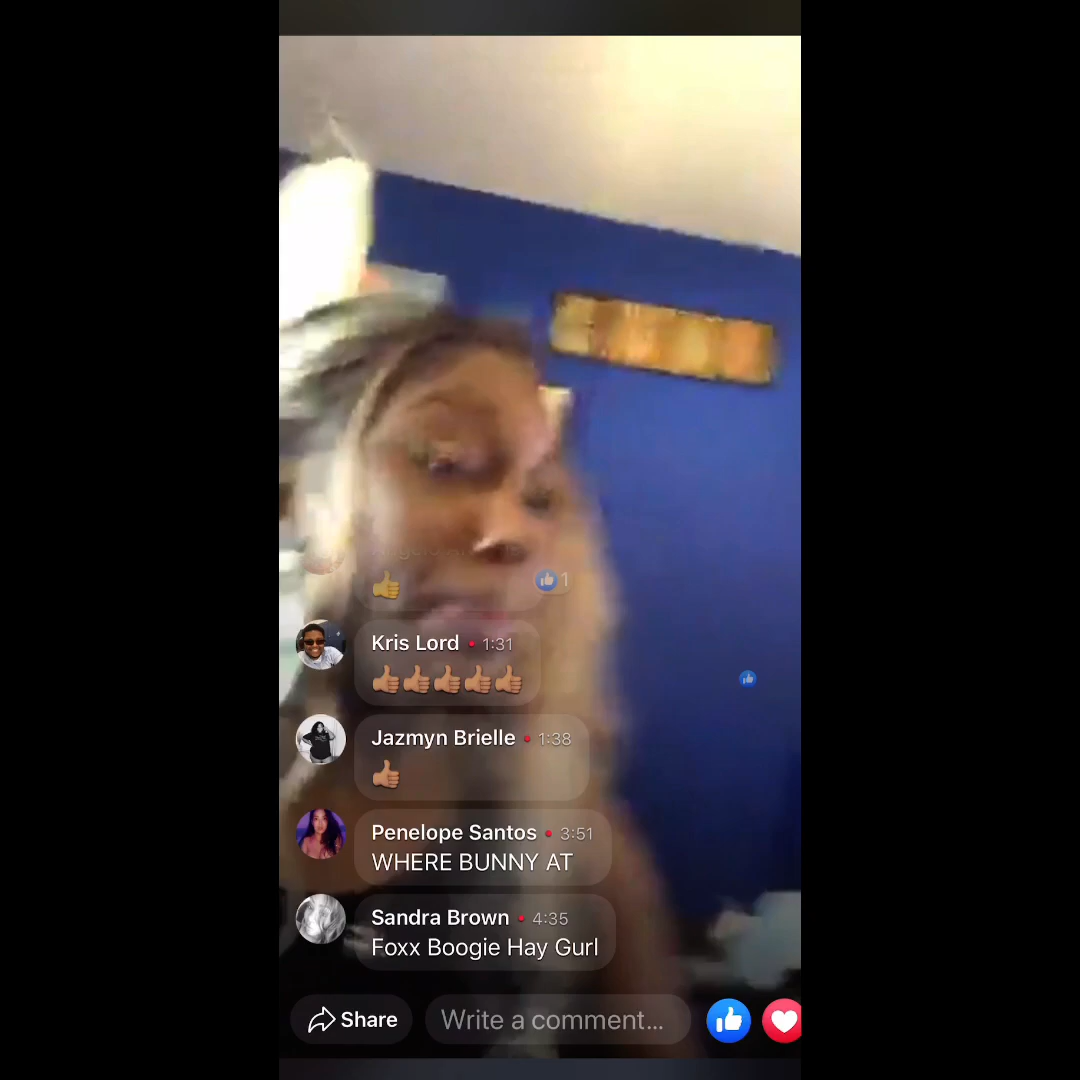 1
Kris Lord • 1:31
👍🏽👍🏽👍🏽👍🏽👍🏽
Jazmyn Brielle • 1:38
👍🏽
Penelope Santos • 3:51
WHERE BUNNY AT
Sandra Brown • 4:35
Foxx Boogie Hay Gurl
Share
Write a comment...